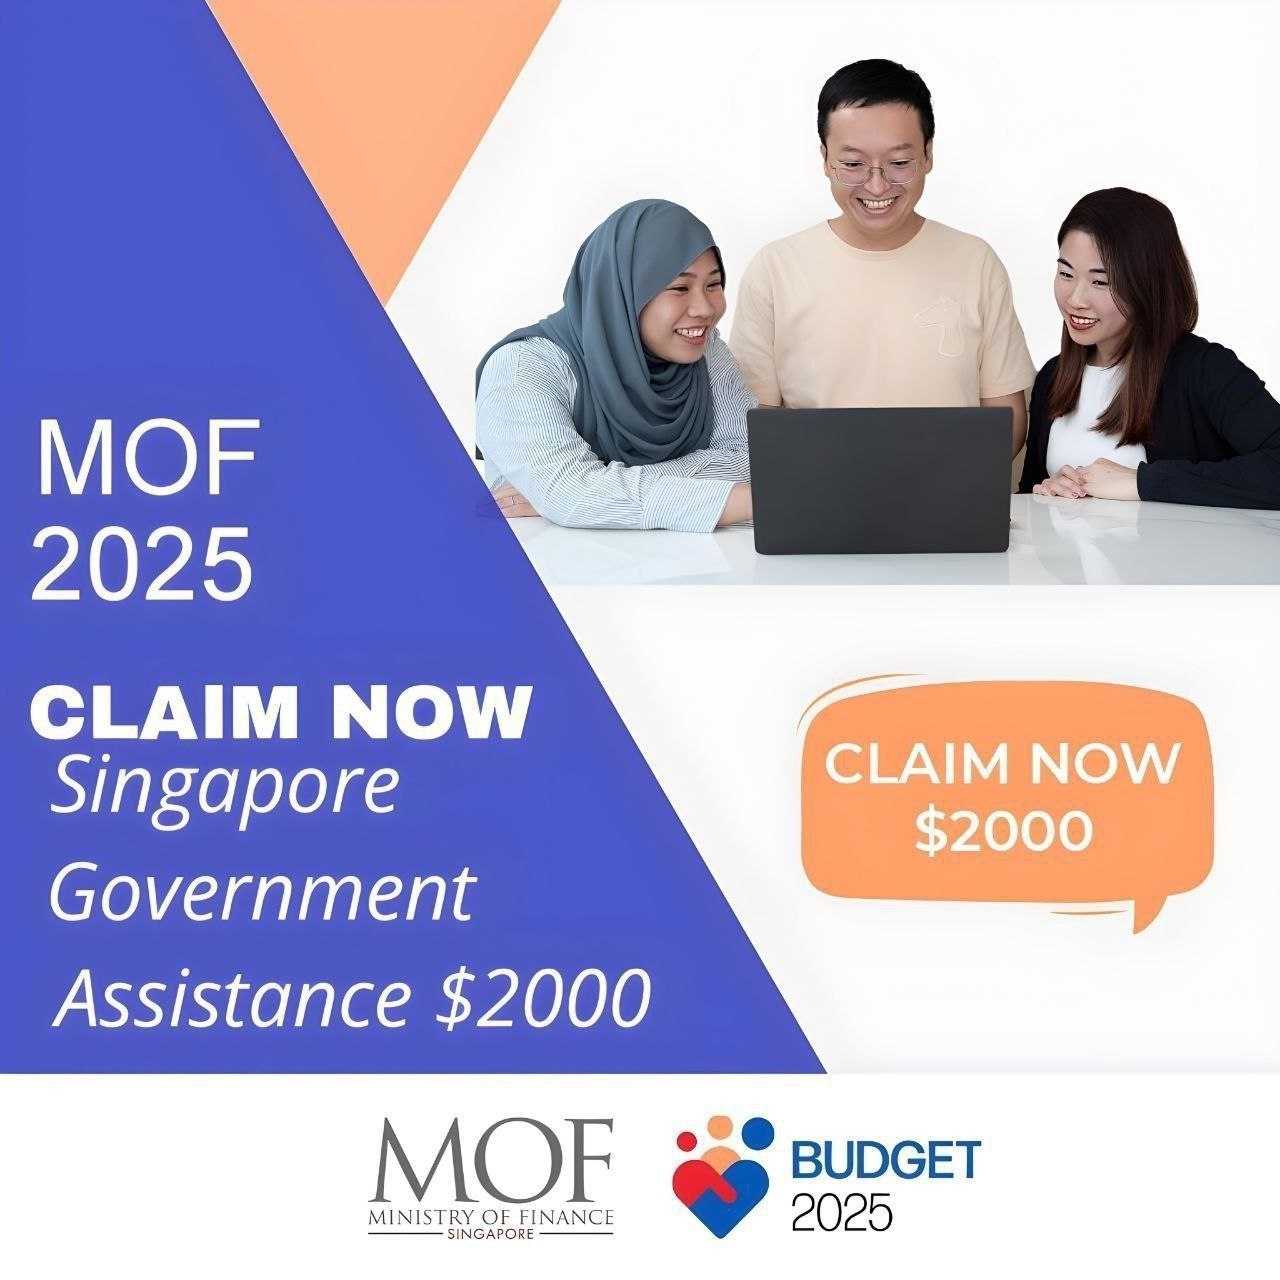 MOF
2025
CLAIM NOW
Singapore
Government
Assistance $2000
CLAIM NOW
$2000
MOF
MINISTRY OF FINANCE
SINGAPORE
BUDGET
2025